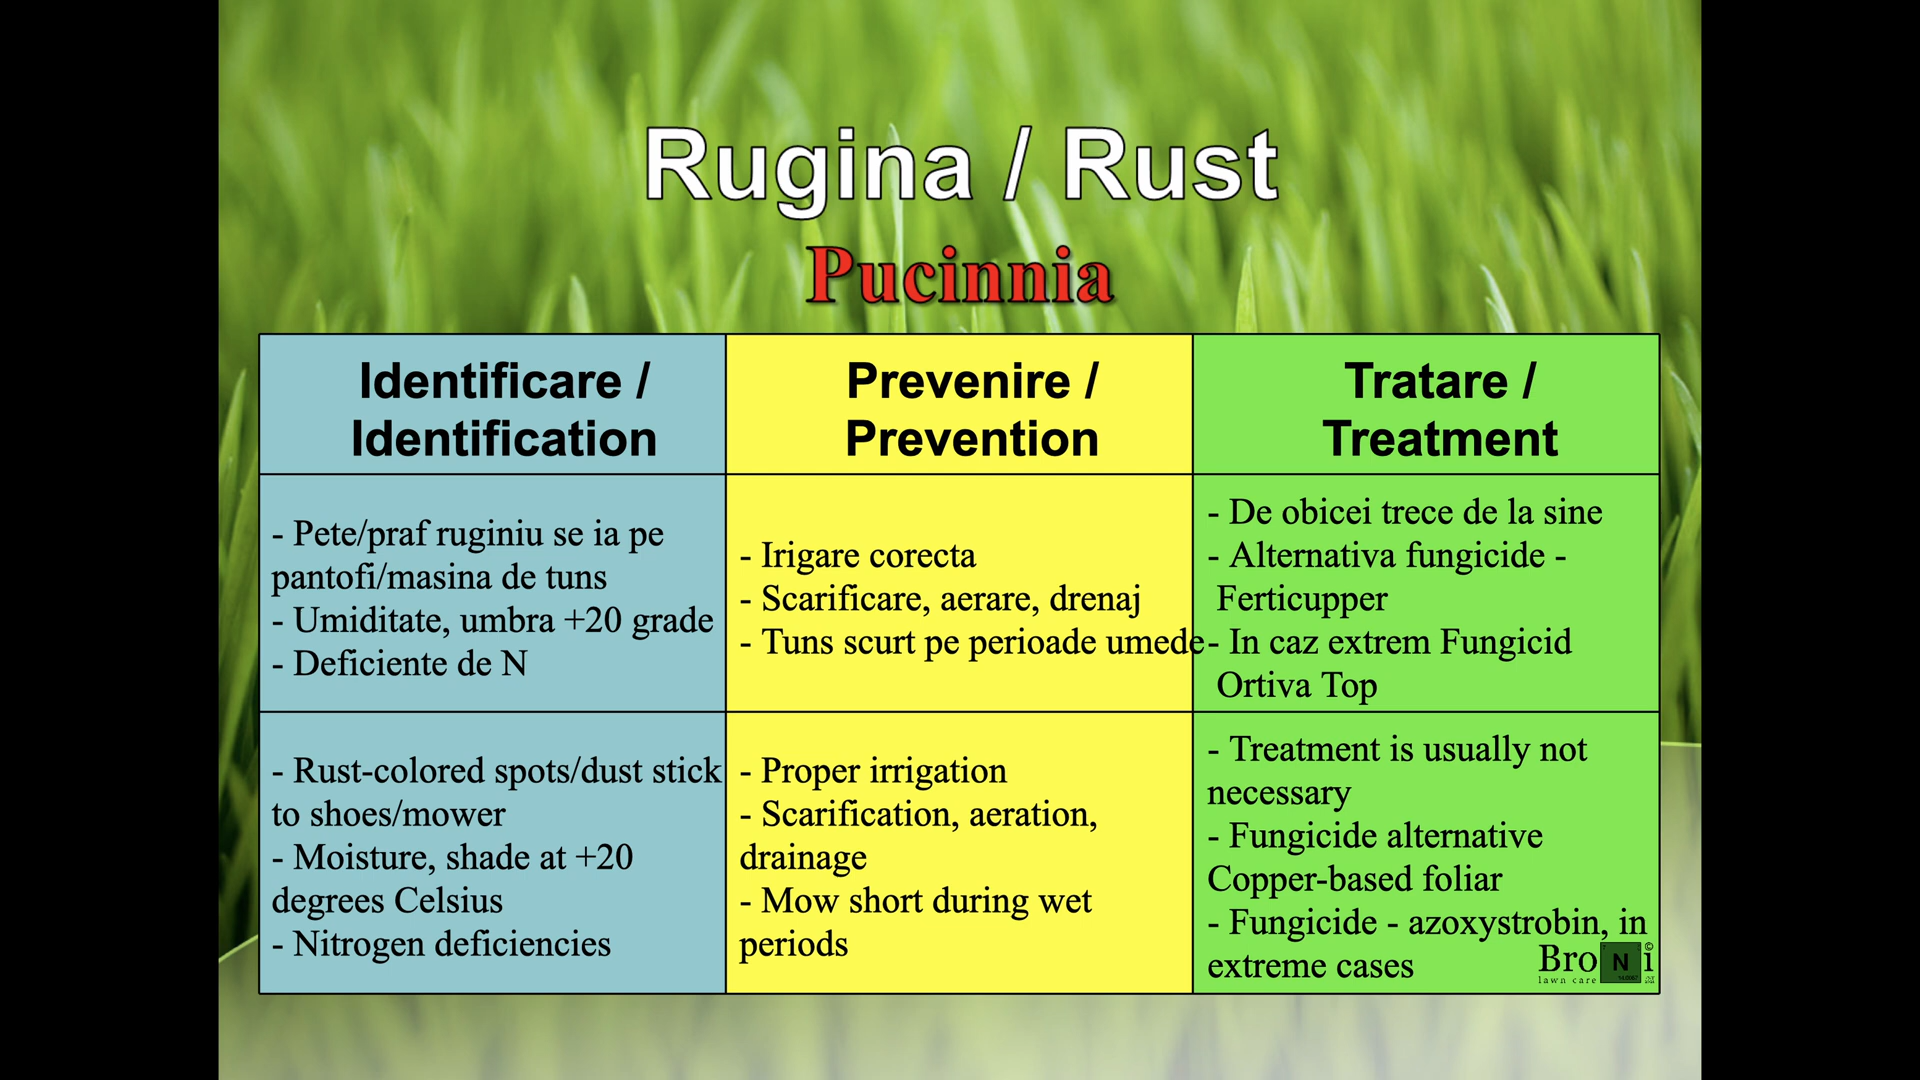 Rugina / Rust
Pucinnia
Identificare /
Identification
Prevenire /
Prevention
Tratare /
Treatment
- Pete/praf ruginiu se ia pe
pantofi/masina de tuns
- Umiditate, umbra +20 grade
- Deficiente de N
- Irigare corecta
- Scarificare, aerare, drenaj
- Tuns scurt pe perioade umede
- De obicei trece de la sine
- Alternativa fungicide -
Ferticupper
- In caz extrem Fungicid
Ortiva Top
- Rust-colored spots/dust stick
to shoes/mower
- Moisture, shade at +20
degrees Celsius
- Nitrogen deficiencies
- Proper irrigation
- Scarification, aeration,
drainage
- Mow short during wet
periods
- Treatment is usually not
necessary
- Fungicide alternative
Copper-based foliar
- Fungicide - azoxystrobin, in
extreme cases
BroNi ©
lawn care